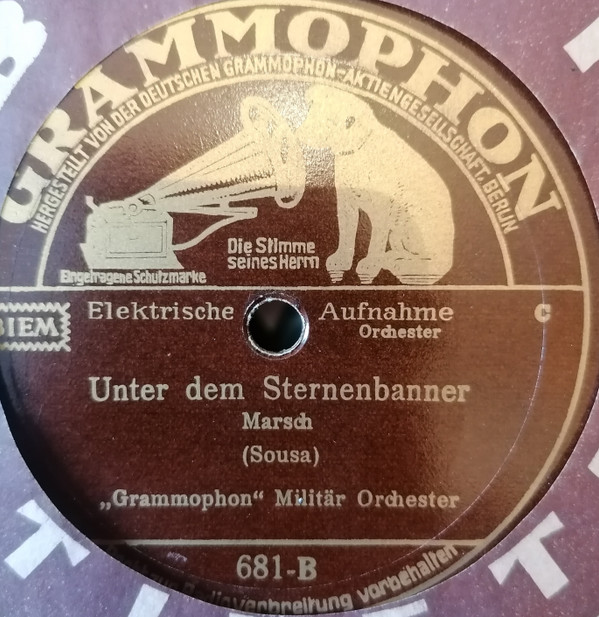 GRAMMOPHON
HERGESTELLT VON DER DEUTSCHEN GRAMMOPHON-AKTIENGESELLSCHAFT, BERLIN
Die Stimme
seines Herrn
Eingetragene Schutzmarke
BIEM
Elektrische Aufnahme
Orchester
C
Unter dem Sternenbanner
Marsch
(Sousa)
„Grammophon“ Militär Orchester
681-B
vorbehalten